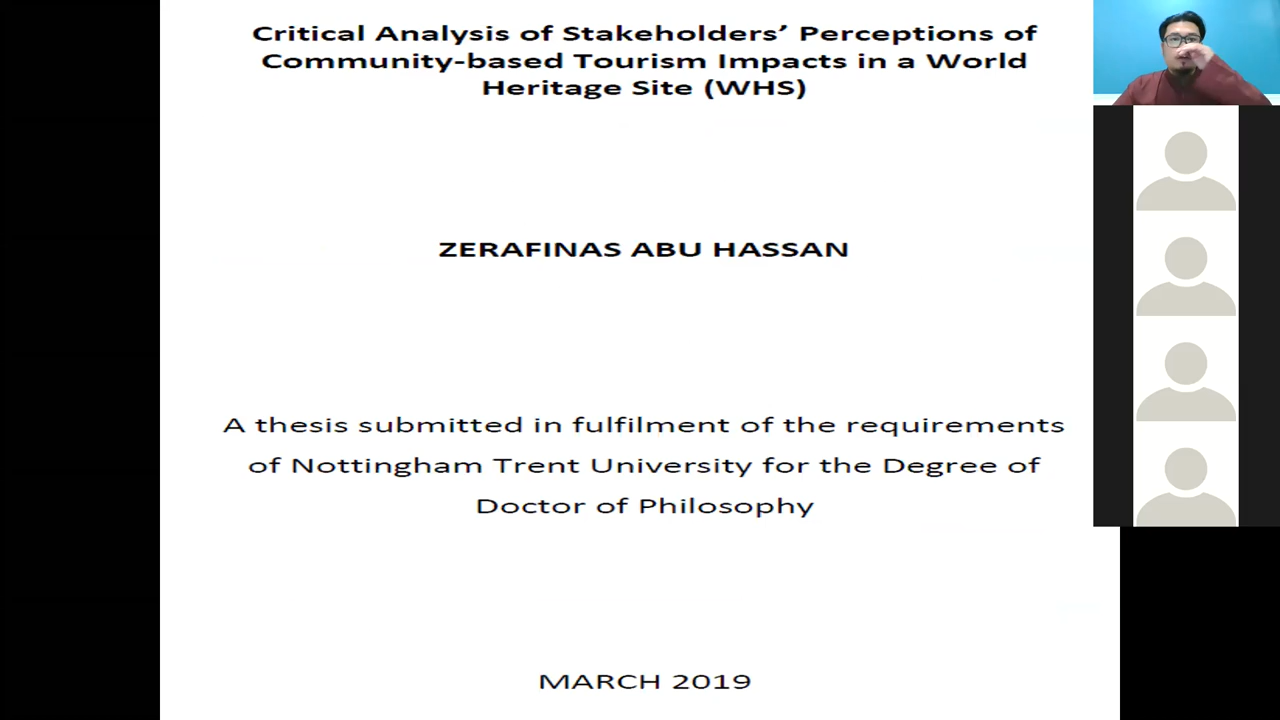 Critical Analysis of Stakeholders’ Perceptions of
Community-based Tourism Impacts in a World
Heritage Site (WHS)
ZERAFINAS ABU HASSAN
A thesis submitted in fulfilment of the requirements
of Nottingham Trent University for the Degree of
Doctor of Philosophy
MARCH 2019